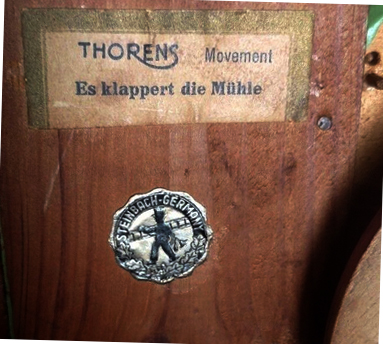 THORENS Movement
Es klappert die Mühle
STEINBACH-GERMANY